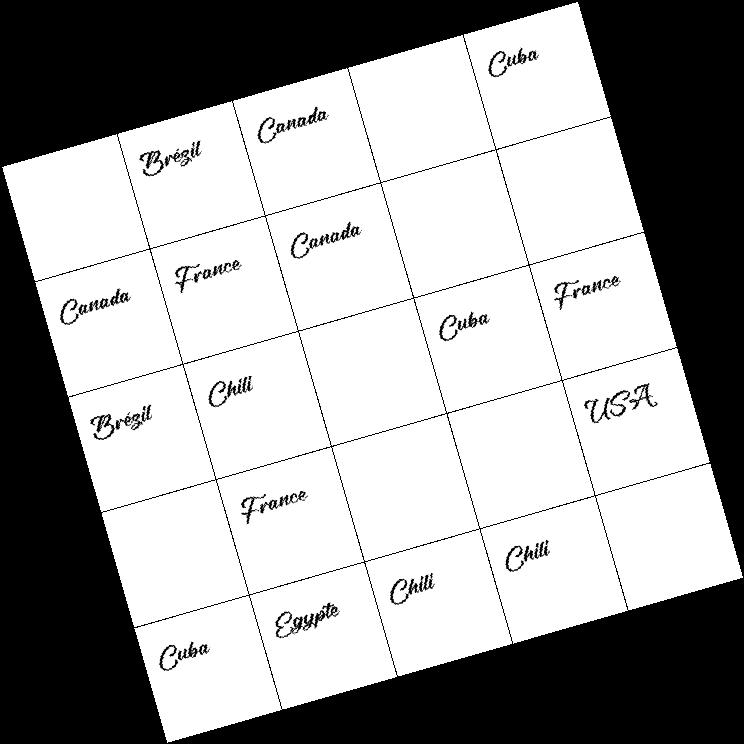 Brézil Canada Cuba
Canada France Canada
Brézil Chili Cuba France
France USA
Cuba Egypte Chili Chili